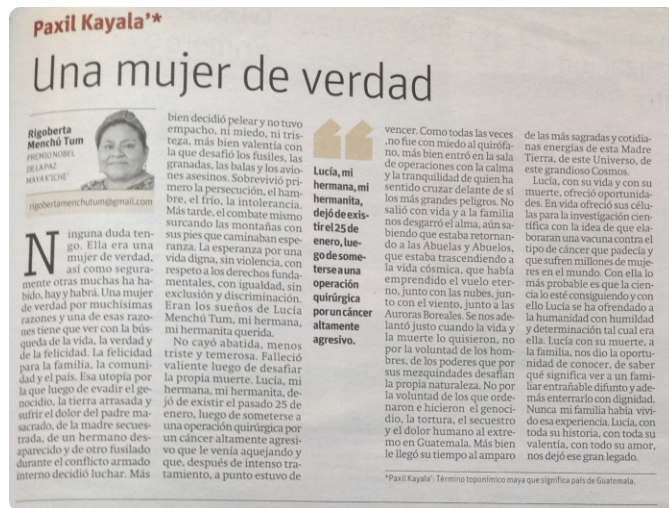 Paxil Kayala'*
Una mujer de verdad
Rigoberta
Menchú Tum
PREMIO NOBEL
DE LA PAZ
MAYA K'ICHE'
rigobertamenchutum@gmail.com
Ninguna duda ten-
go. Ella era una
mujer de verdad,
así como segura-
mente otras muchas ha ha-
bido, hay y habrá. Una mujer
de verdad por muchísimas
razones y una de esas razo-
nes tiene que ver con la bús-
queda de la vida, la verdad y
de la felicidad. La felicidad
para la familia, la comuni-
dad y el país. Esa utopía por
la que luego de evadir el ge-
nocidio, la tierra arrasada y
sufrir el dolor del padre ma-
sacrado, de la madre secues-
trada, de un hermano des-
aparecido y de otro fusilado
durante el conflicto armado
interno decidió luchar. Más
bien decidió pelear y no tuvo
empacho, ni miedo, ni tris-
teza, más bien valentía con
la que desafió los fusiles, las
granadas, las balas y los avio-
nes asesinos. Sobrevivió pri-
mero la persecución, el ham-
bre, el frío, la intolerancia.
Más tarde, el combate mismo
surcando las montañas con
sus pies que caminaban espe-
ranza. La esperanza por una
vida digna, sin violencia, con
respeto a los derechos funda-
mentales, con igualdad, sin
exclusión y discriminación.
Eran los sueños de Lucía
Menchú Tum, mi hermana,
mi hermanita querida.
No cayó abatida, menos
triste y temerosa. Falleció
valiente luego de desafiar
la propia muerte. Lucía, mi
hermana, mi hermanita, de-
jó de existir el pasado 25 de
enero, luego de someterse a
una operación quirúrgica por
un cáncer altamente agresi-
vo que le venía aquejando y
que, después de intenso tra-
tamiento, a punto estuvo de
Lucía, mi
hermana, mi
hermanita,
dejó de exis-
tir el 25 de
enero, lue-
go de some-
terse a una
operación
quirúrgica
por un cáncer
altamente
agresivo.
vencer. Como todas las veces
,no fue con miedo al quirófa-
no, más bien entró en la sala
de operaciones con la calma
y la tranquilidad de quien ha
sentido cruzar delante de sí
los más grandes peligros. No
salió con vida y a la familia
nos desgarró el alma, aún sa-
biendo que estaba retornan-
do a las Abuelas y Abuelos,
que estaba trascendiendo a
la vida cósmica, que había
emprendido el vuelo eter-
no, junto con las nubes, jun-
to con el viento, junto a las
Auroras Boreales. Se nos ade-
lantó justo cuando la vida y
la muerte lo quisieron, no
por la voluntad de los hom-
bres, de los poderes que por
sus mezquindades desafían
la propia naturaleza. No por
la voluntad de los que orde-
naron e hicieron el genoci-
dio, la tortura, el secuestro
y el dolor humano al extre-
mo en Guatemala. Más bien
le llegó su tiempo al amparo
de las más sagradas y cotidia-
nas energías de esta Madre
Tierra, de este Universo, de
este grandioso Cosmos.
Lucía, con su vida y con su
muerte, ofreció oportunida-
des. En vida ofreció sus célu-
las para la investigación cien-
tífica con la idea de que ela-
boraran una vacuna contra el
tipo de cáncer que padecía y
que sufren millones de muje-
res en el mundo. Con ella lo
más probable es que la cien-
cia lo esté consiguiendo y con
ello Lucía se ha ofrendado a
la humanidad con humildad
y determinación tal cual era
ella. Lucía con su muerte, a
la familia, nos dio la oportu-
nidad de conocer, de saber
qué significa ver a un fami-
liar entrañable difunto y ade-
más enterrarlo con dignidad.
Nunca mi familia había vivi-
do esa experiencia. Lucía, con
toda su historia, con toda su
valentía, con todo su amor,
nos dejó ese gran legado.
*Paxil Kayala': Término toponímico maya que significa país de Guatemala.